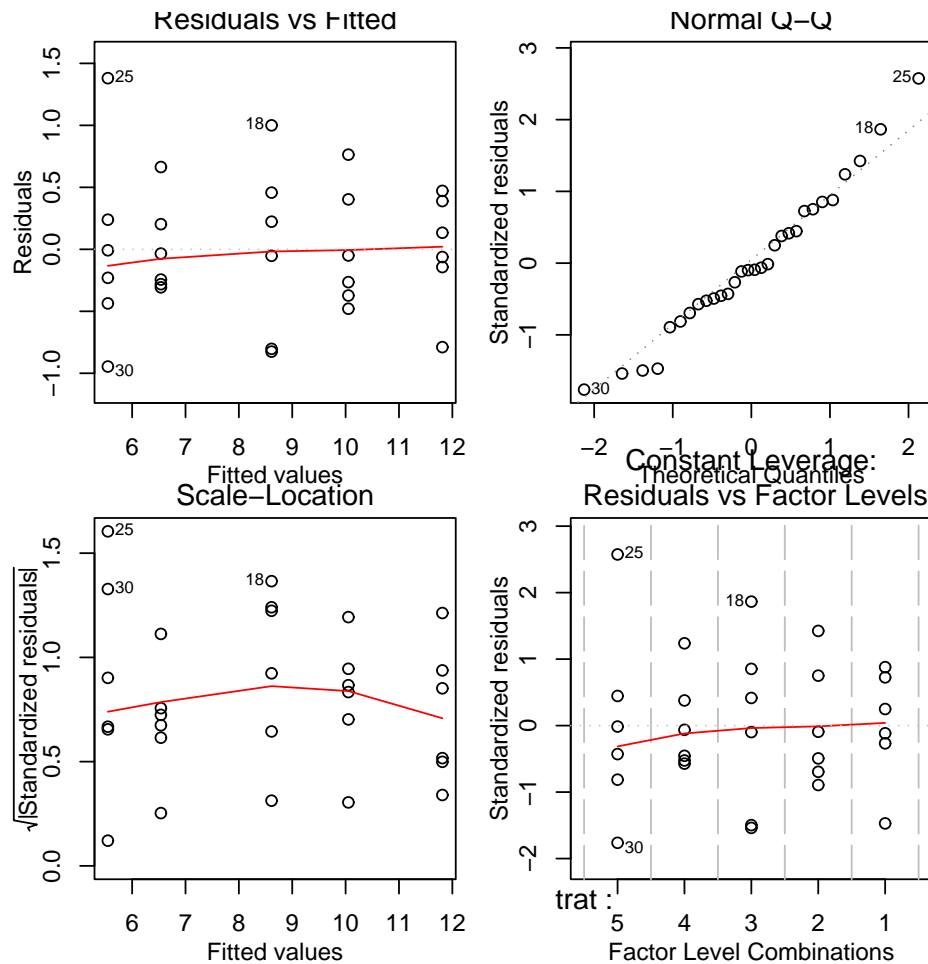 Residuals vs Fitted
Residuals
1.5
1.0
0.5
0.0
−1.0
25
18
30
6 7 8 9 10 11 12
Fitted values
Normal Q−Q
Standardized residuals
3
2
1
0
−1
25
18
30
−2 −1 0 1 2
Theoretical Quantiles
Scale−Location
√|Standardized residuals|
1.5
1.0
0.5
0.0
25
30
18
6 7 8 9 10 11 12
Fitted values
Constant Leverage:
Residuals vs Factor Levels
Standardized residuals
3
2
1
0
−1
−2
25
18
30
trat :
5 4 3 2 1
Factor Level Combinations